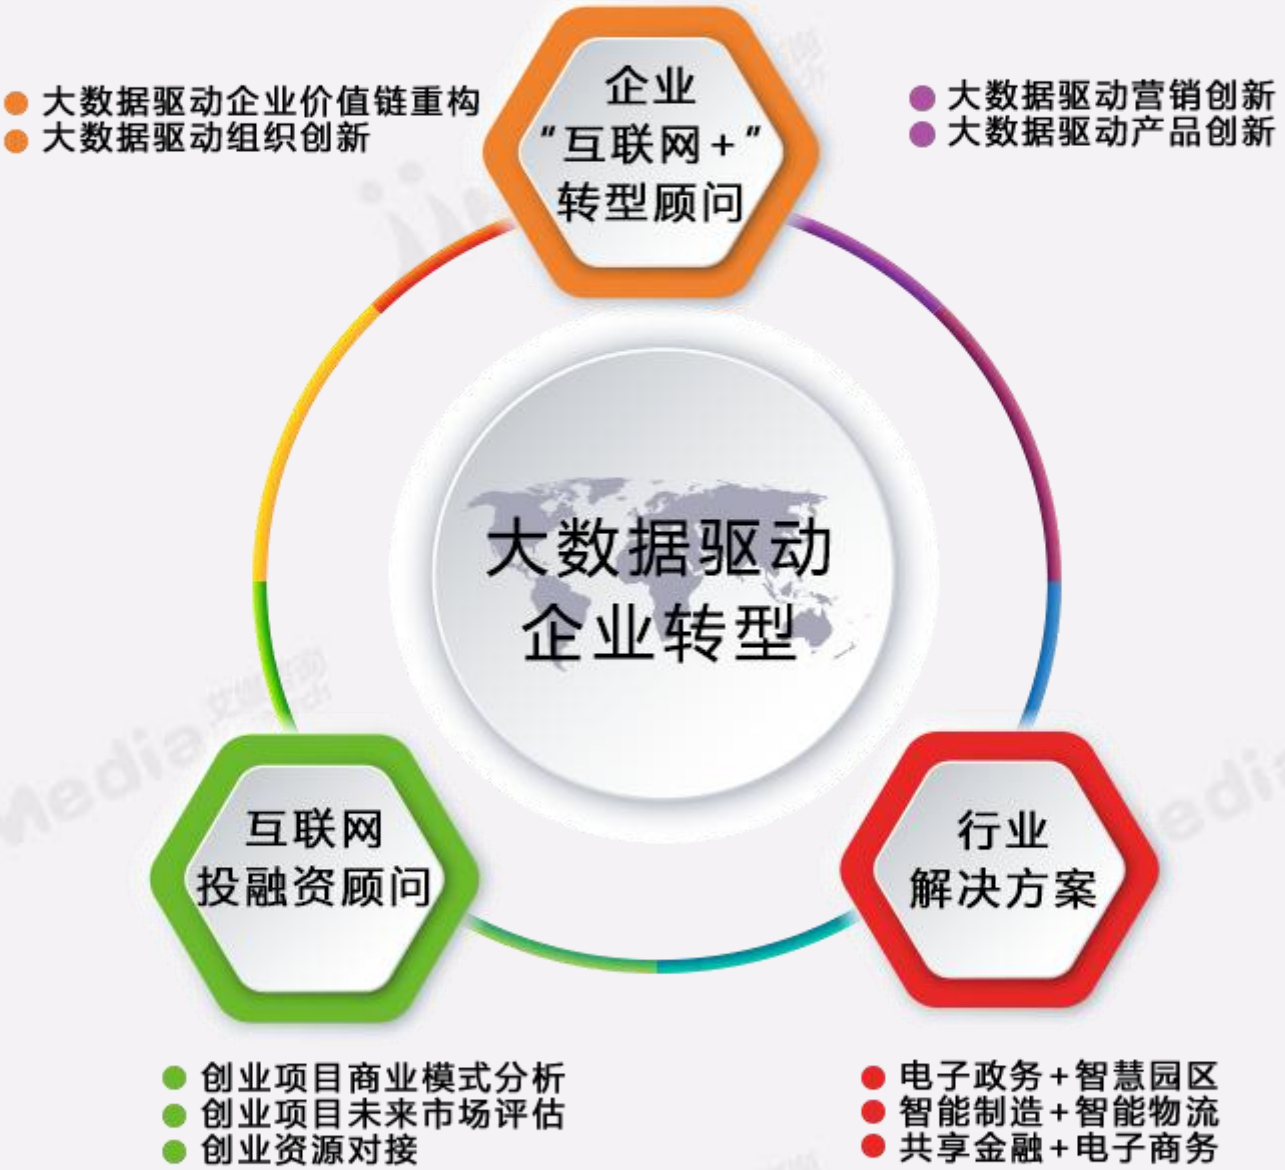 企业
“互联网+”
转型顾问
大数据驱动企业价值链重构
大数据驱动组织创新
大数据驱动营销创新
大数据驱动产品创新
大数据驱动
企业转型
互联网
投融资顾问
行业
解决方案
创业项目商业模式分析
创业项目未来市场评估
创业资源对接
电子政务+智慧园区
智能制造+智能物流
共享金融+电子商务